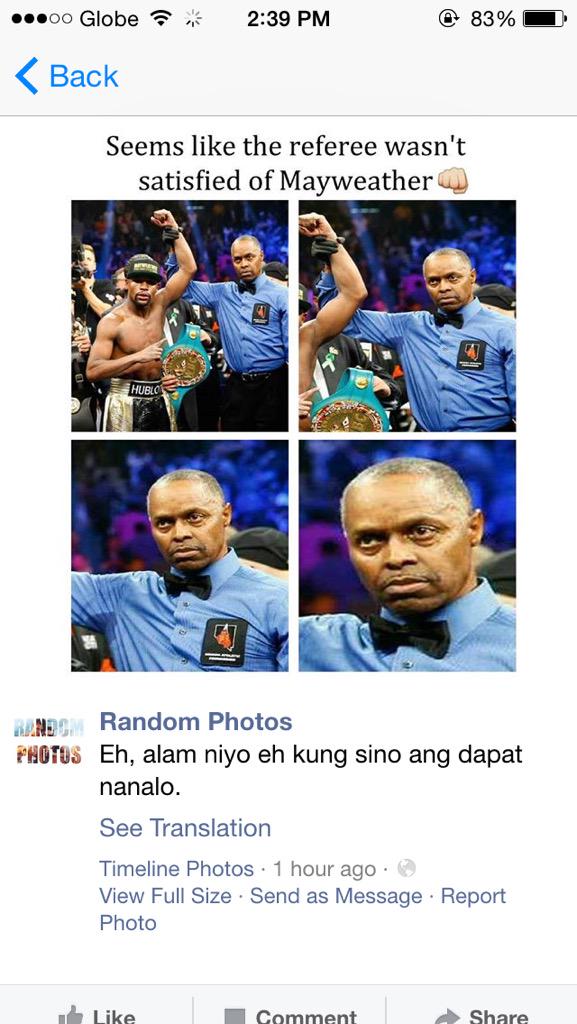 Globe 2:39 PM 83%
Back
Seems like the referee wasn't
satisfied of Mayweather👊
HUBLO
RANDOM
PHOTOS
Random Photos
Eh, alam niyo eh kung sino ang dapat
nanalo.
See Translation
Timeline Photos · 1 hour ago ·
View Full Size · Send as Message · Report
Photo
Like Comment Share